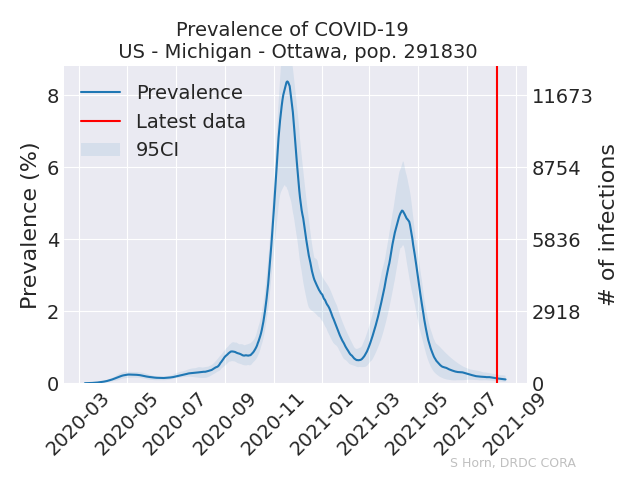 Prevalence of COVID-19
US - Michigan - Ottawa, pop. 291830
Prevalence
Latest data
95CI
Prevalence (%)
8
6
4
2
0
11673
8754
5836
2918
0
# of infections
2020-03
2020-05
2020-07
2020-09
2020-11
2021-01
2021-03
2021-05
2021-07
2021-09
S Horn, DRDC CORA